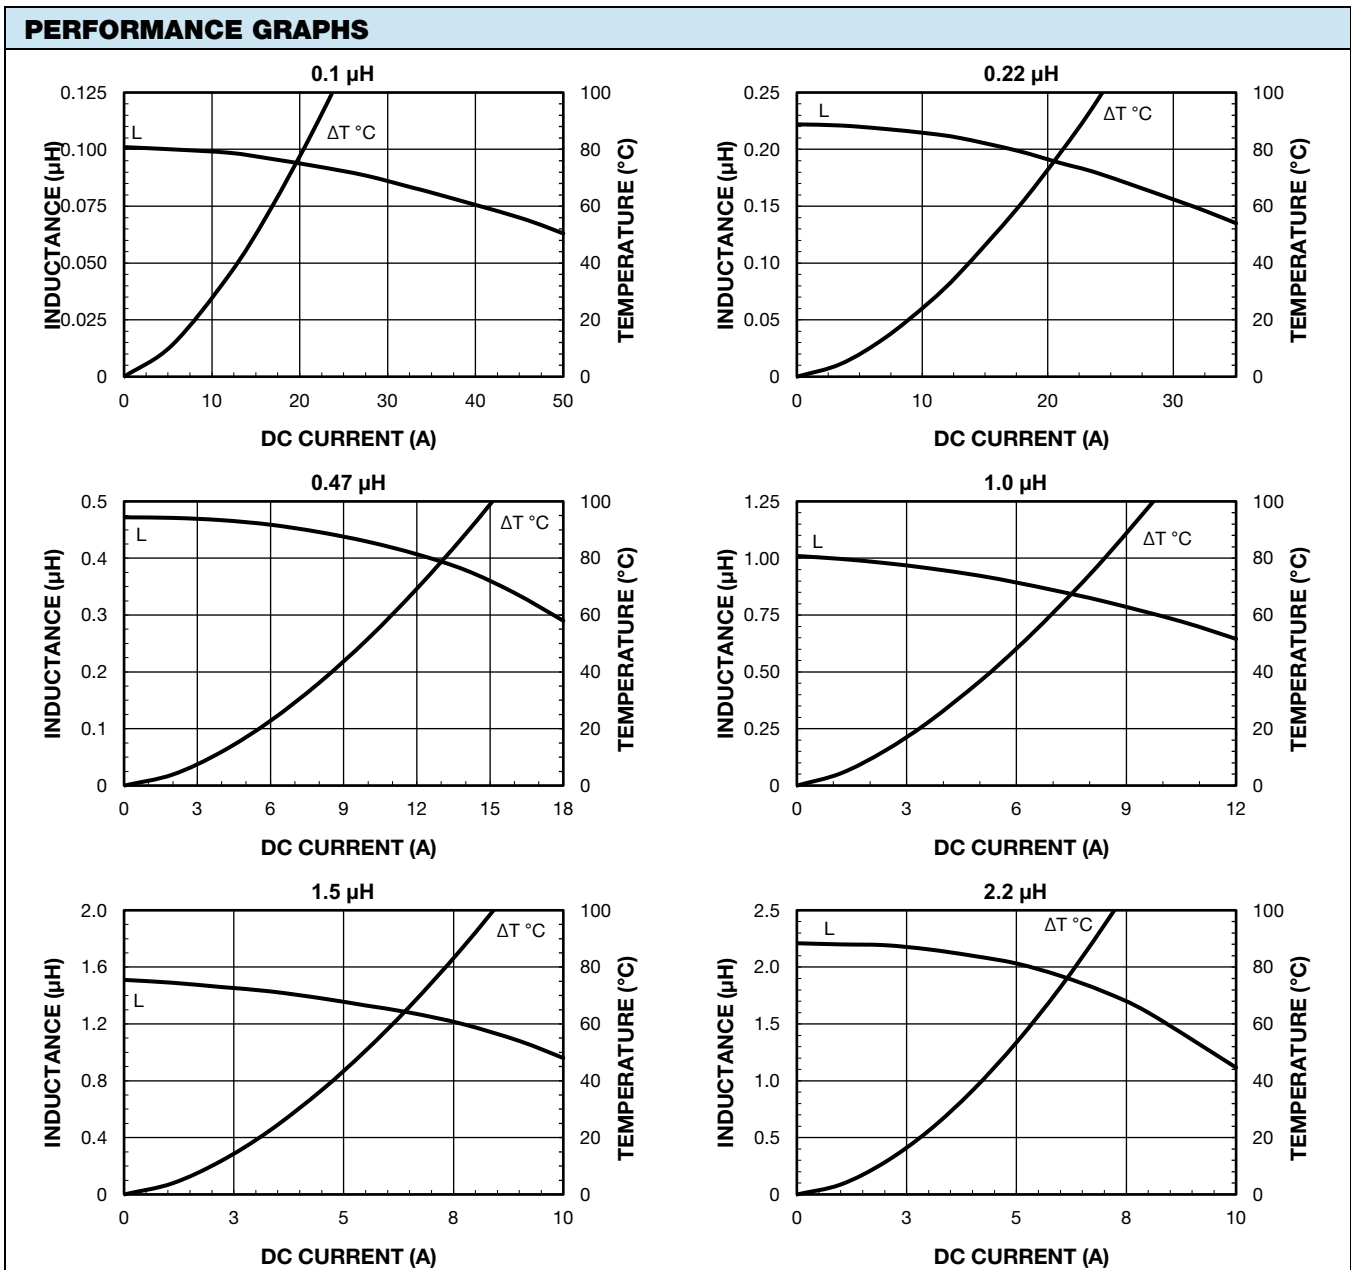 PERFORMANCE GRAPHS
0.1 µH
0.125
0.100
0.075
0.050
0.025
0
100
80
60
40
20
0
L
ΔT °C
INDUCTANCE (µH)
TEMPERATURE (°C)
0 10 20 30 40 50
DC CURRENT (A)
0.22 µH
0.25
0.20
0.15
0.10
0.05
0
100
80
60
40
20
0
L
ΔT °C
INDUCTANCE (µH)
TEMPERATURE (°C)
0 10 20 30
DC CURRENT (A)
0.47 µH
0.5
0.4
0.3
0.2
0.1
0
100
80
60
40
20
0
L
ΔT °C
INDUCTANCE (µH)
TEMPERATURE (°C)
0 3 6 9 12 15 18
DC CURRENT (A)
1.0 µH
1.25
1.00
0.75
0.50
0.25
0
100
80
60
40
20
0
L
ΔT °C
INDUCTANCE (µH)
TEMPERATURE (°C)
0 3 6 9 12
DC CURRENT (A)
1.5 µH
2.0
1.6
1.2
0.8
0.4
0
100
80
60
40
20
0
L
ΔT °C
INDUCTANCE (µH)
TEMPERATURE (°C)
0 3 5 8 10
DC CURRENT (A)
2.2 µH
2.5
2.0
1.5
1.0
0.5
0
100
80
60
40
20
0
L
ΔT °C
INDUCTANCE (µH)
TEMPERATURE (°C)
0 3 5 8 10
DC CURRENT (A)